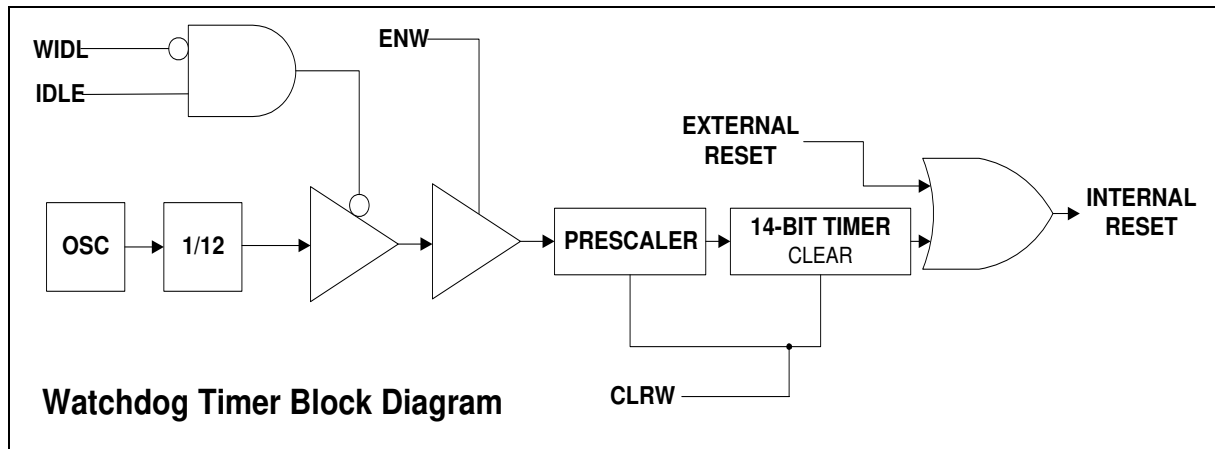 WIDL
IDLE
ENW
EXTERNAL
RESET
INTERNAL
RESET
OSC
1/12
PRESCALER
14-BIT TIMER
CLEAR
CLRW
Watchdog Timer Block Diagram